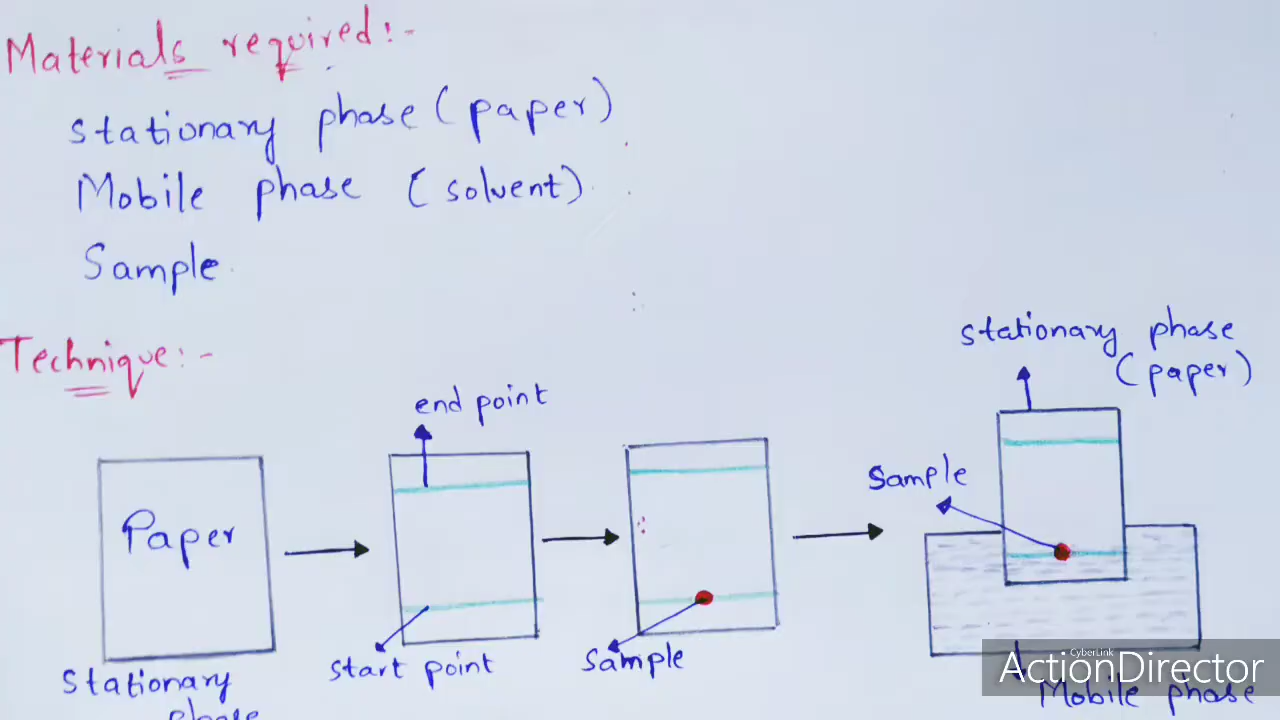 Materials required:-
stationary phase (paper)
Mobile phase (solvent)
Sample
Technique:-
stationary phase
(paper)
end point
Sample
Paper
start point
Sample
Stationary
phase
CyberLink
ActionDirector
Mobile phase